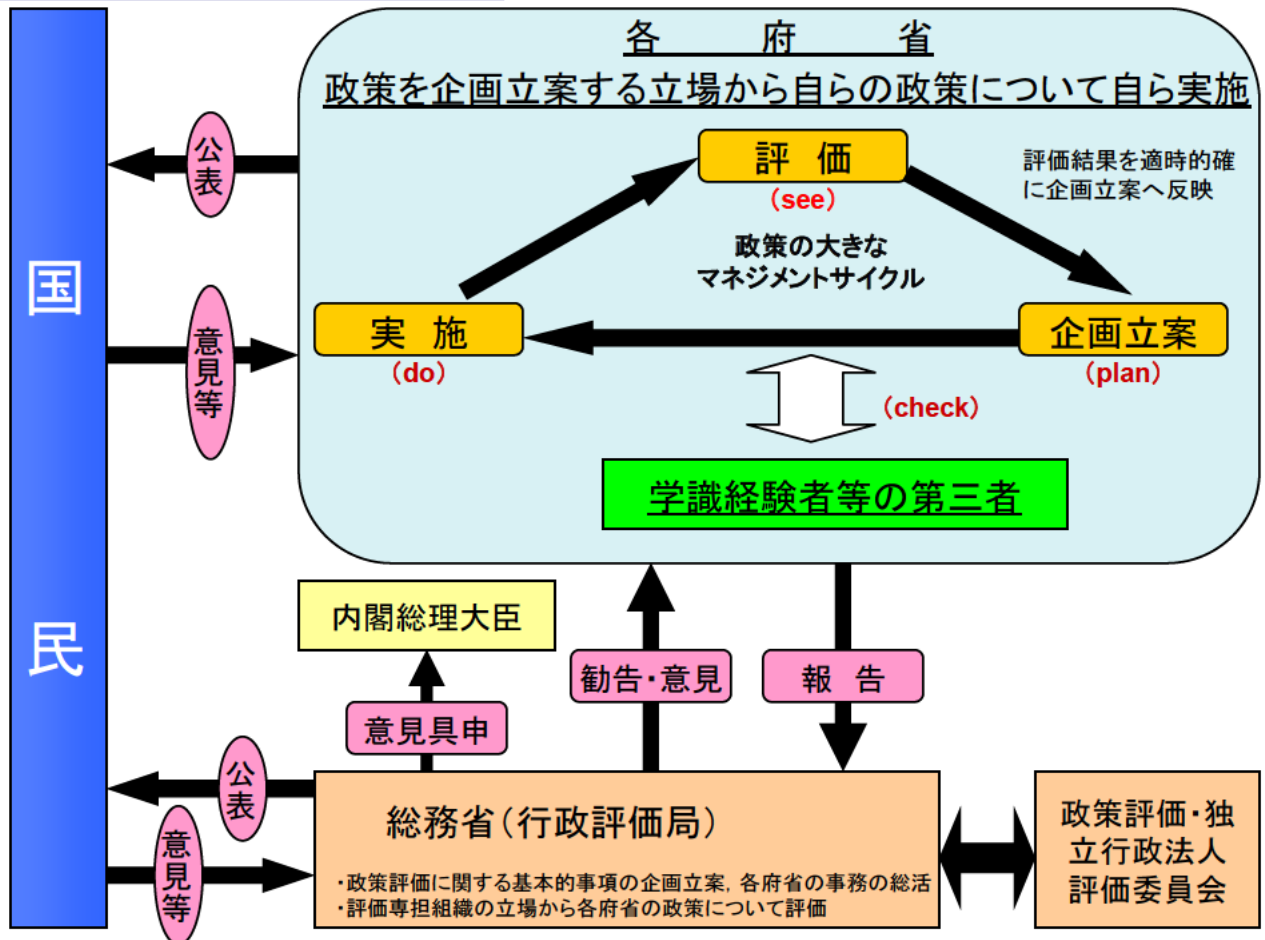 各府省
政策を企画立案する立場から自らの政策について自ら実施
公表
評価
(see)
評価結果を適時的確
に企画立案へ反映
政策の大きな
マネジメントサイクル
国民
意見等
実施
(do)
企画立案
(plan)
(check)
学識経験者等の第三者
内閣総理大臣
勧告・意見
報告
意見具申
公表
意見等
総務省(行政評価局)
・政策評価に関する基本的事項の企画立案,各府省の事務の総活
・評価専担組織の立場から各府省の政策について評価
政策評価・独
立行政法人
評価委員会